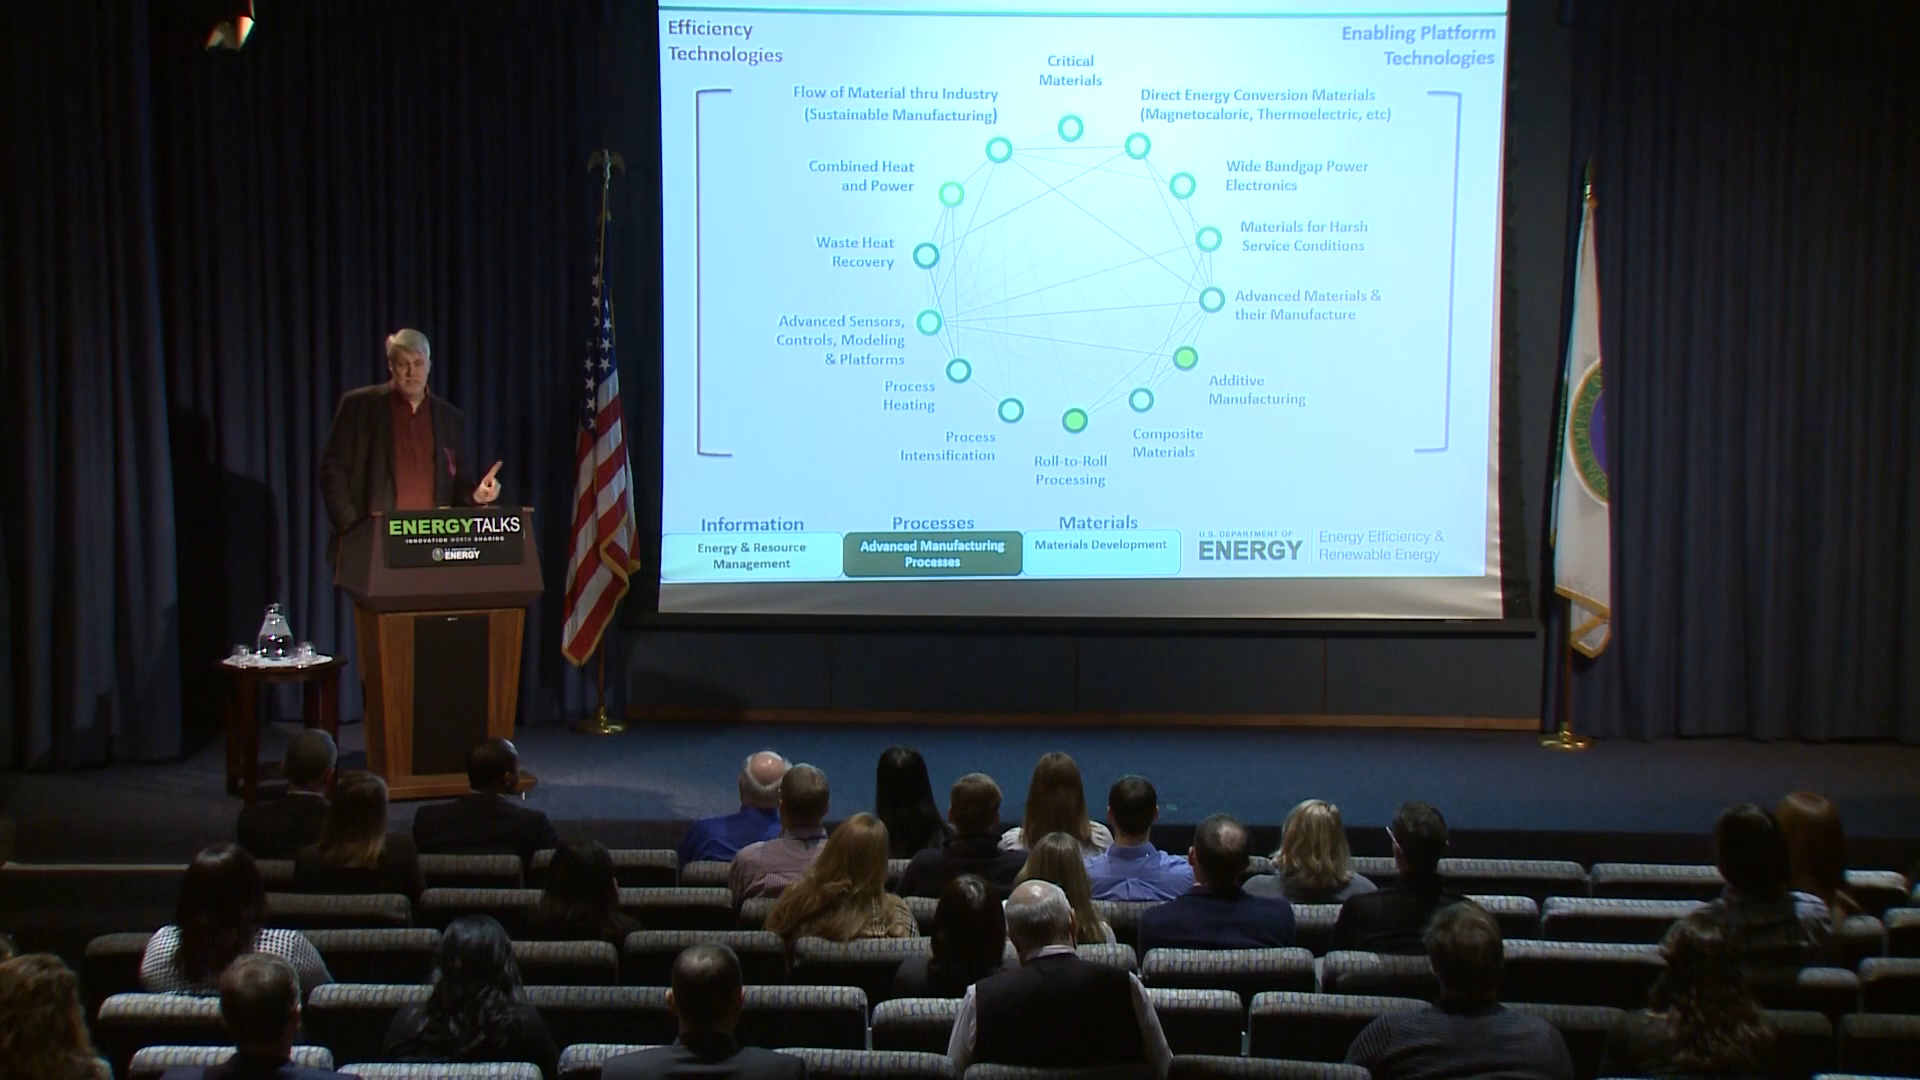 Efficiency
Technologies
Enabling Platform
Technologies
Critical
Materials
Flow of Material thru Industry
(Sustainable Manufacturing)
Direct Energy Conversion Materials
(Magnetocaloric, Thermoelectric, etc)
Combined Heat
and Power
Wide Bandgap Power
Electronics
Waste Heat
Recovery
Materials for Harsh
Service Conditions
Advanced Sensors,
Controls, Modeling
& Platforms
Advanced Materials &
their Manufacture
Process
Heating
Additive
Manufacturing
Process
Intensification
Composite
Materials
Roll-to-Roll
Processing
Information
Processes
Materials
Energy & Resource
Management
Advanced Manufacturing
Processes
Materials Development
U.S. DEPARTMENT OF
ENERGY
Energy Efficiency &
Renewable Energy
ENERGYTALKS
INNOVATION WORTH SHARING
ENERGY